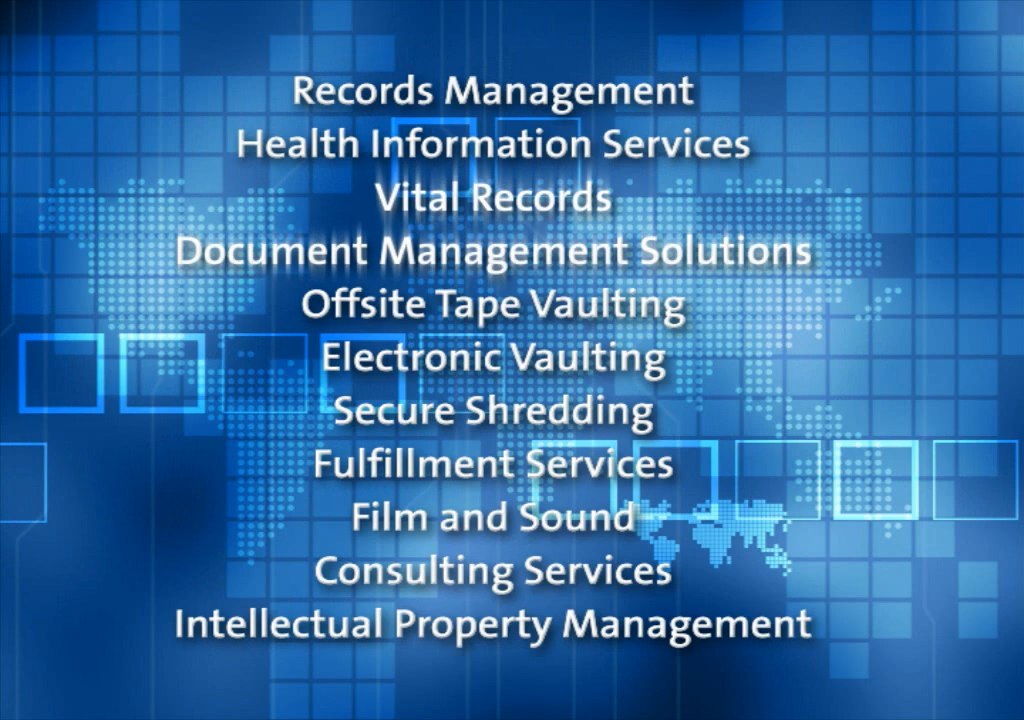 Records Management
Health Information Services
Vital Records
Document Management Solutions
Offsite Tape Vaulting
Electronic Vaulting
Secure Shredding
Fulfillment Services
Film and Sound
Consulting Services
Intellectual Property Management